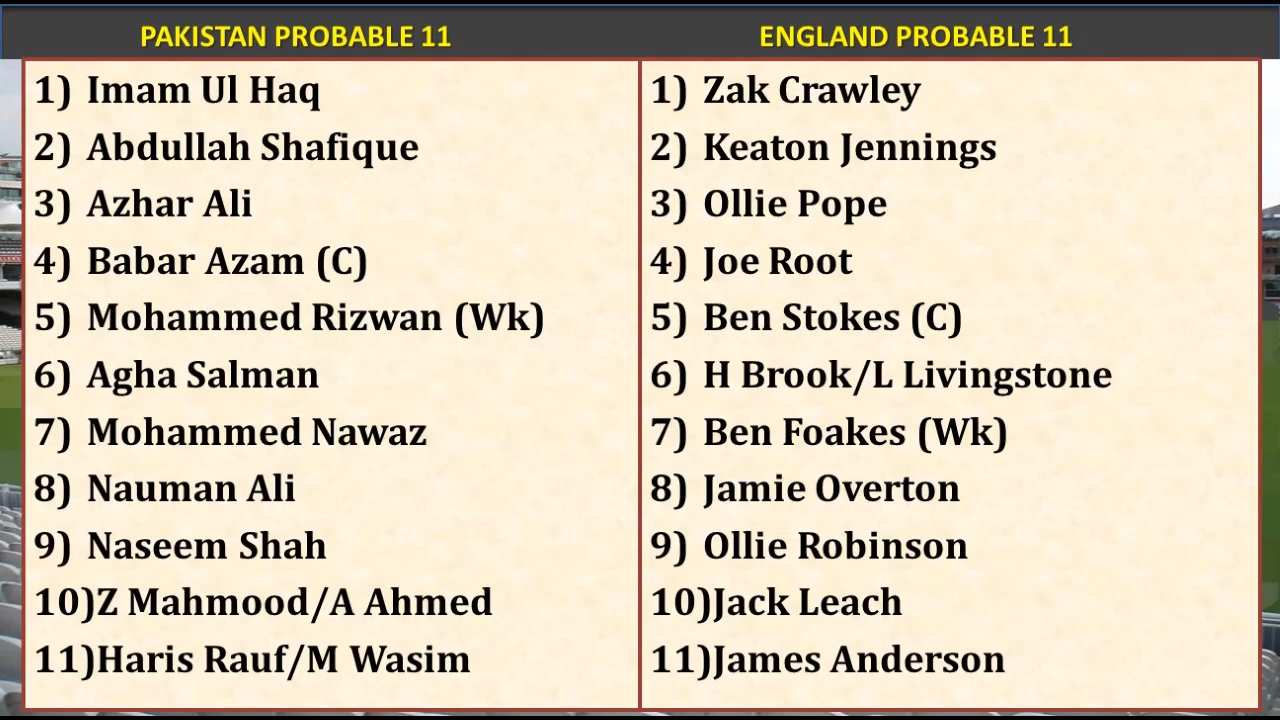 PAKISTAN PROBABLE 11
1) Imam Ul Haq
2) Abdullah Shafique
3) Azhar Ali
4) Babar Azam (C)
5) Mohammed Rizwan (Wk)
6) Agha Salman
7) Mohammed Nawaz
8) Nauman Ali
9) Naseem Shah
10)Z Mahmood/A Ahmed
11)Haris Rauf/M Wasim
ENGLAND PROBABLE 11
1) Zak Crawley
2) Keaton Jennings
3) Ollie Pope
4) Joe Root
5) Ben Stokes (C)
6) H Brook/L Livingstone
7) Ben Foakes (Wk)
8) Jamie Overton
9) Ollie Robinson
10)Jack Leach
11)James Anderson